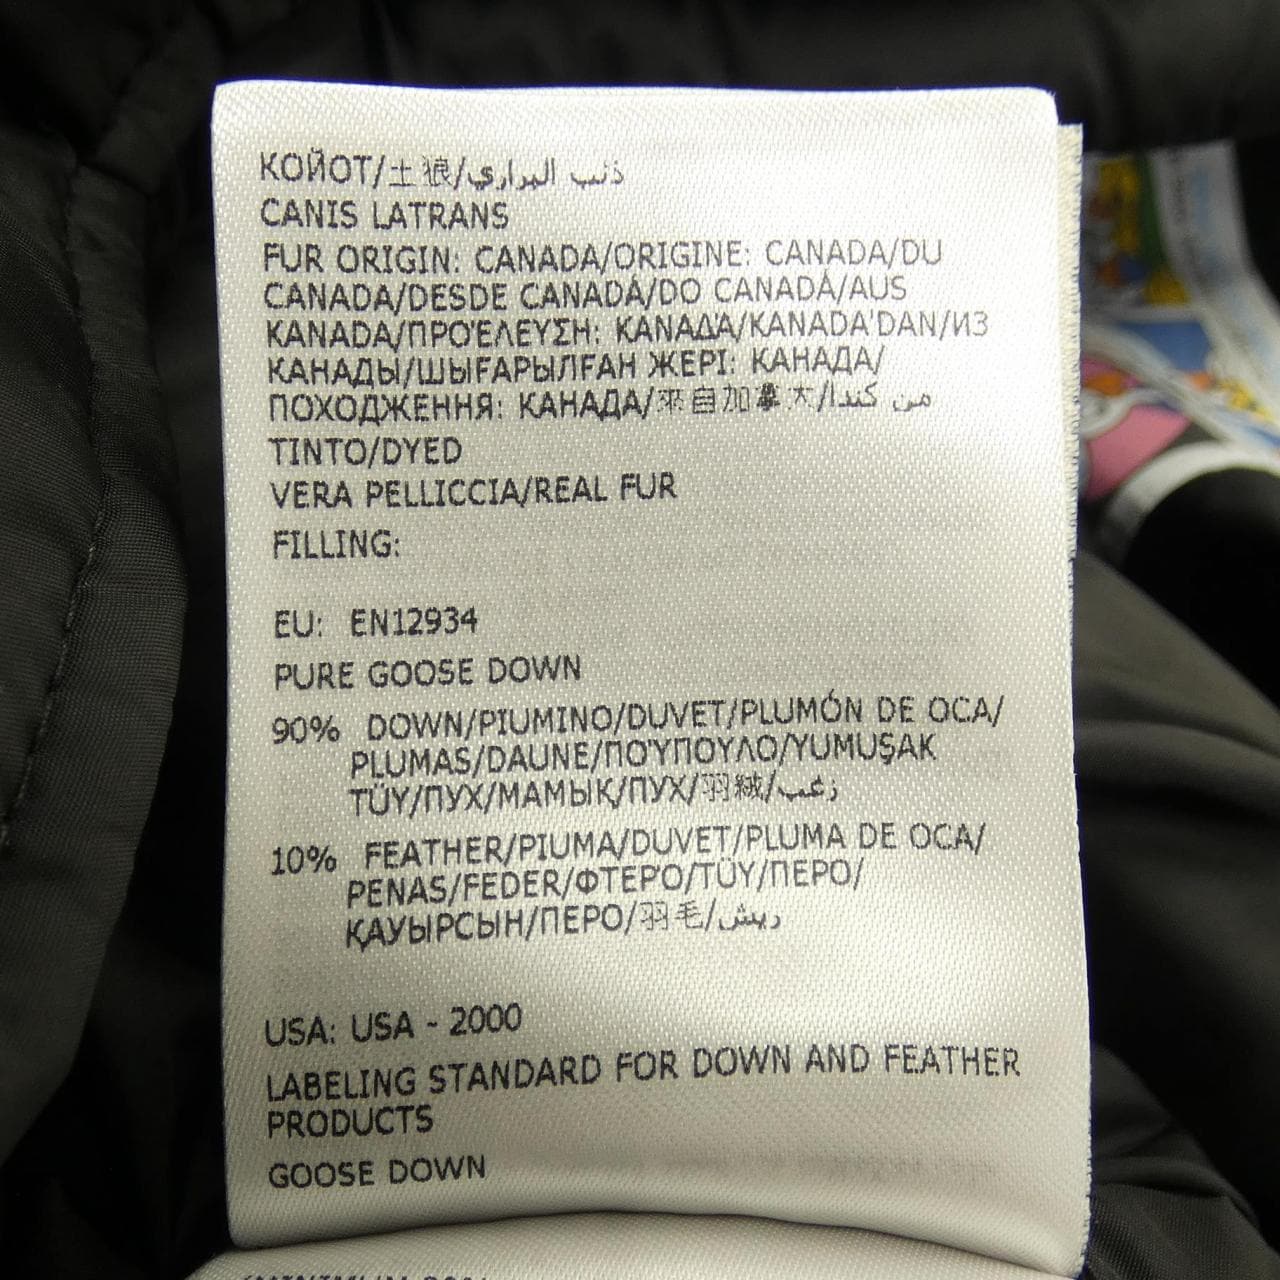 КОЙОТ/土狼/ذئب البراري
CANIS LATRANS
FUR ORIGIN: CANADA/ORIGINE: CANADA/DU
CANADA/DESDE CANADÁ/DO CANADÁ/AUS
KANADA/ΠΡΟΈΛΕΥΣΗ: ΚΑΝΑΔΆ/KANADA'DAN/ИЗ
КАНАДЫ/ШЫҒАРЫЛҒАН ЖЕРІ: КАНАДА/
ПОХОДЖЕННЯ: КАНАДА/來自加拿大/من كندا
TINTO/DYED
VERA PELLICCIA/REAL FUR
FILLING:
EU: EN12934
PURE GOOSE DOWN
90% DOWN/PIUMINO/DUVET/PLUMÓN DE OCA/
PLUMAS/DAUNE/ΠΟΎΠΟΥΛΟ/YUMUŞAK
TÜY/ПУХ/МАМЫҚ/ПУХ/羽絨/زغب
10% FEATHER/PIUMA/DUVET/PLUMA DE OCA/
PENAS/FEDER/ΦΤΕΡΟ/TÜY/ПЕРО/
ҚАУЫРСЫН/ПЕРО/羽毛/ريش
USA: USA - 2000
LABELING STANDARD FOR DOWN AND FEATHER
PRODUCTS
GOOSE DOWN